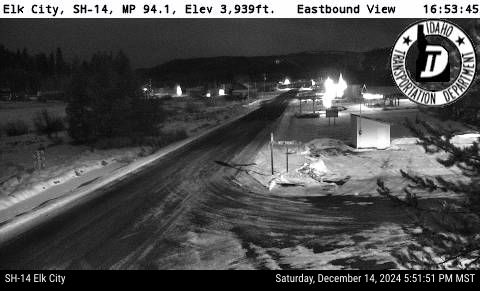 Elk City, SH-14, MP 94.1, Elev 3,939ft. Eastbound View 16:53:45
IDAHO
TRANSPORTATION DEPARTMENT
SH-14 Elk City Saturday, December 14, 2024 5:51:51 PM MST